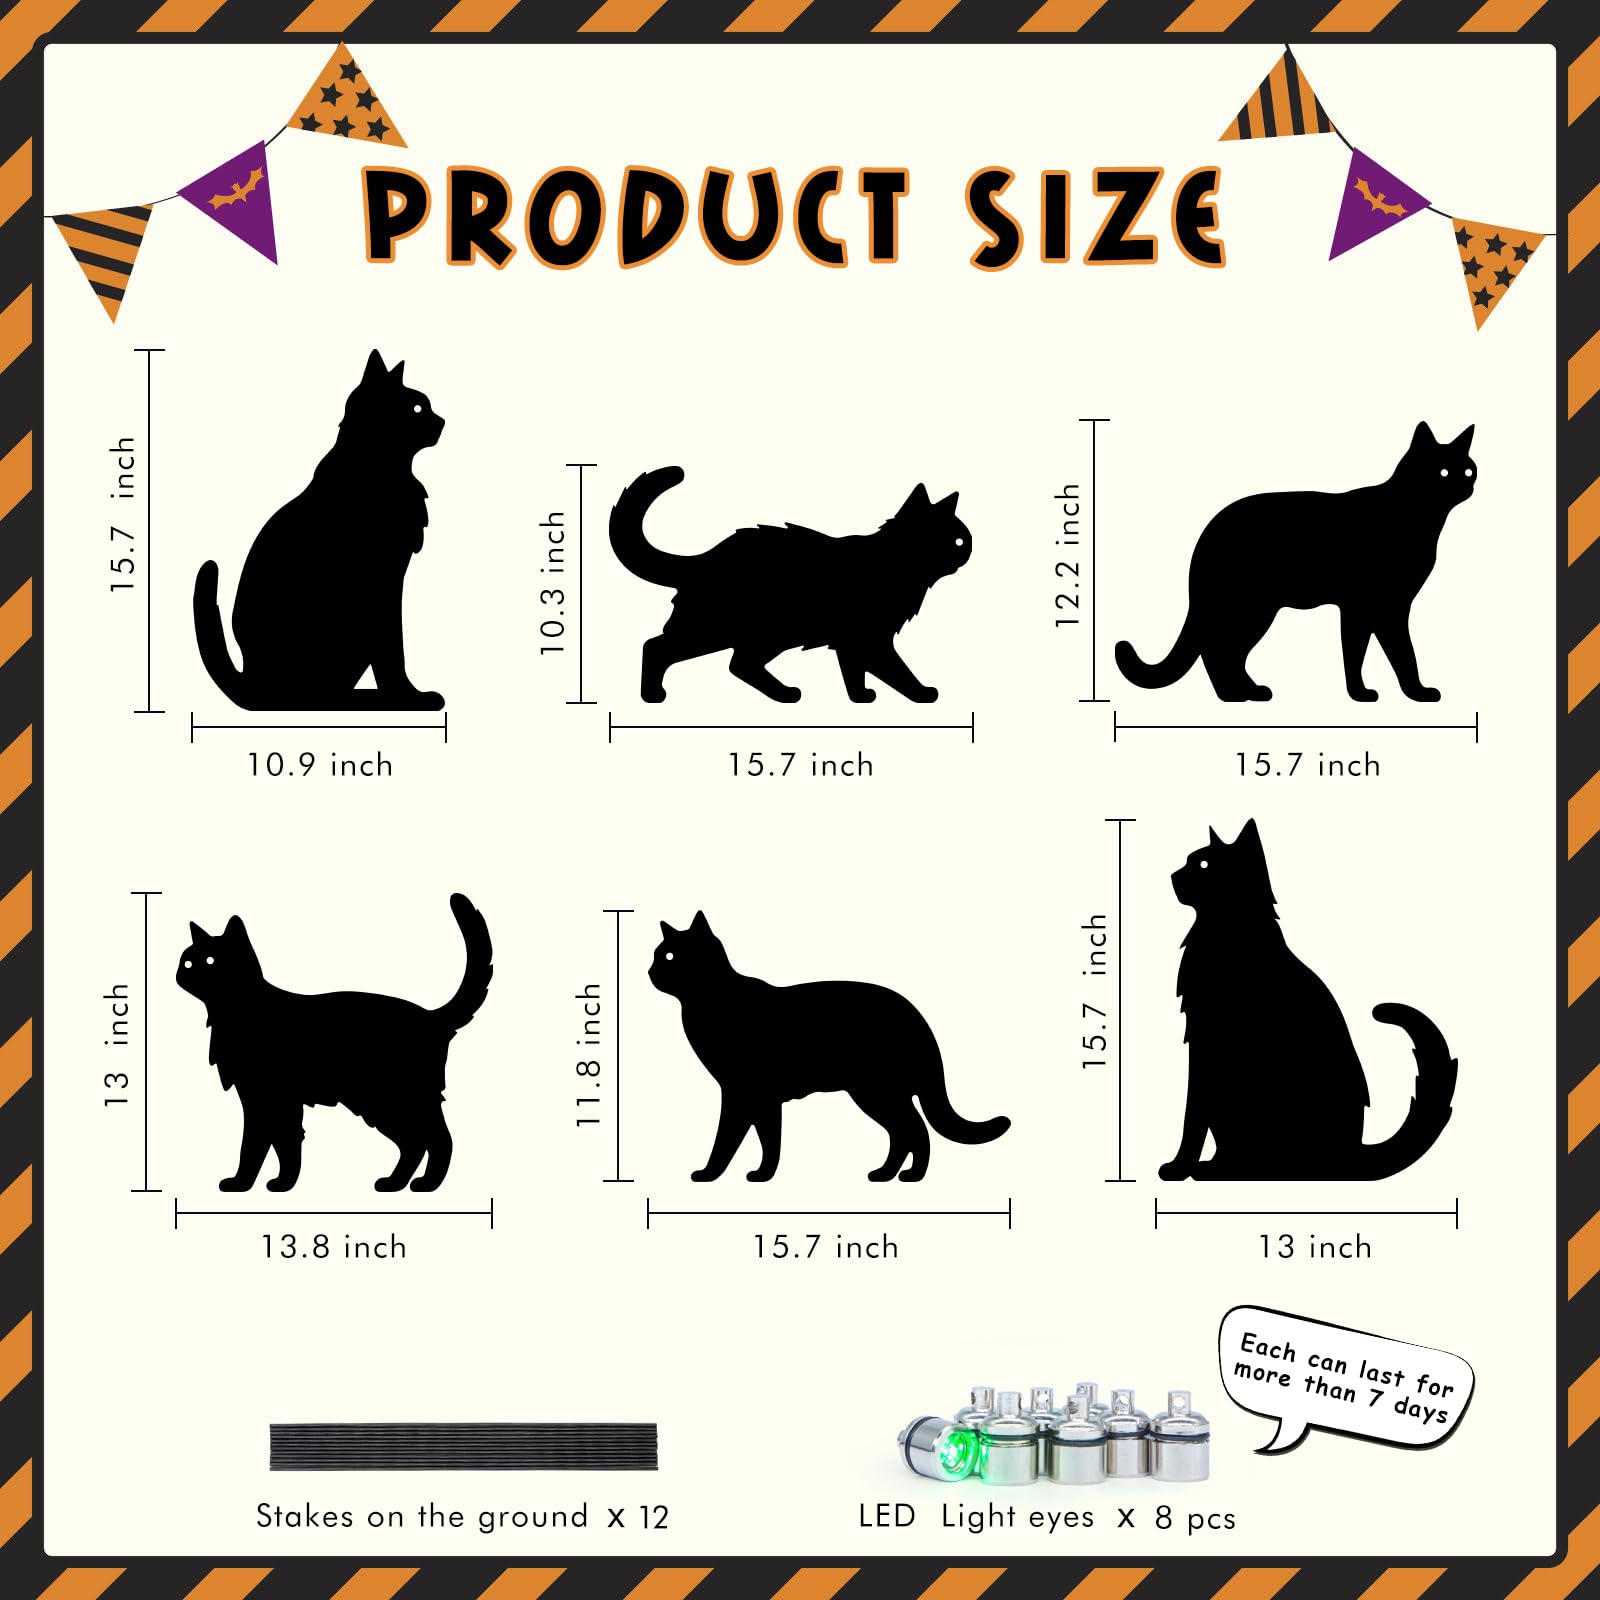 PRODUCT SIZE
15.7 inch
10.9 inch
10.3 inch
15.7 inch
12.2 inch
15.7 inch
13 inch
13.8 inch
11.8 inch
15.7 inch
15.7 inch
13 inch
Each can last for
more than 7 days
Stakes on the ground x 12
LED Light eyes x 8 pcs